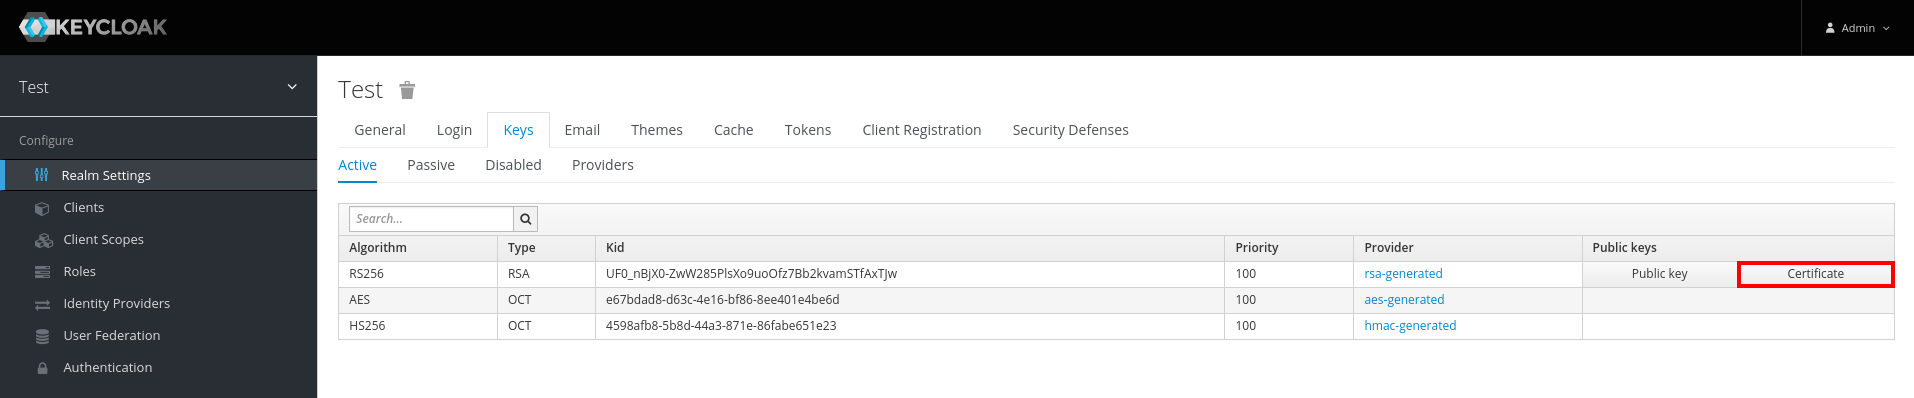 KEYCLOAK
Admin
Test
Configure
Realm Settings
Clients
Client Scopes
Roles
Identity Providers
User Federation
Authentication
Test
General Login Keys Email Themes Cache Tokens Client Registration Security Defenses
Active Passive Disabled Providers
Search...
Algorithm Type Kid Priority Provider Public keys
RS256 RSA UF0_nBjX0-ZwW285PlsXo9uoOfz7Bb2kvamSTfAxTJw 100 rsa-generated Public key Certificate
AES OCT e67bdad8-d63c-4e16-bf86-8ee401e4be6d 100 aes-generated
HS256 OCT 4598afb8-5b8d-44a3-871e-86fabe651e23 100 hmac-generated